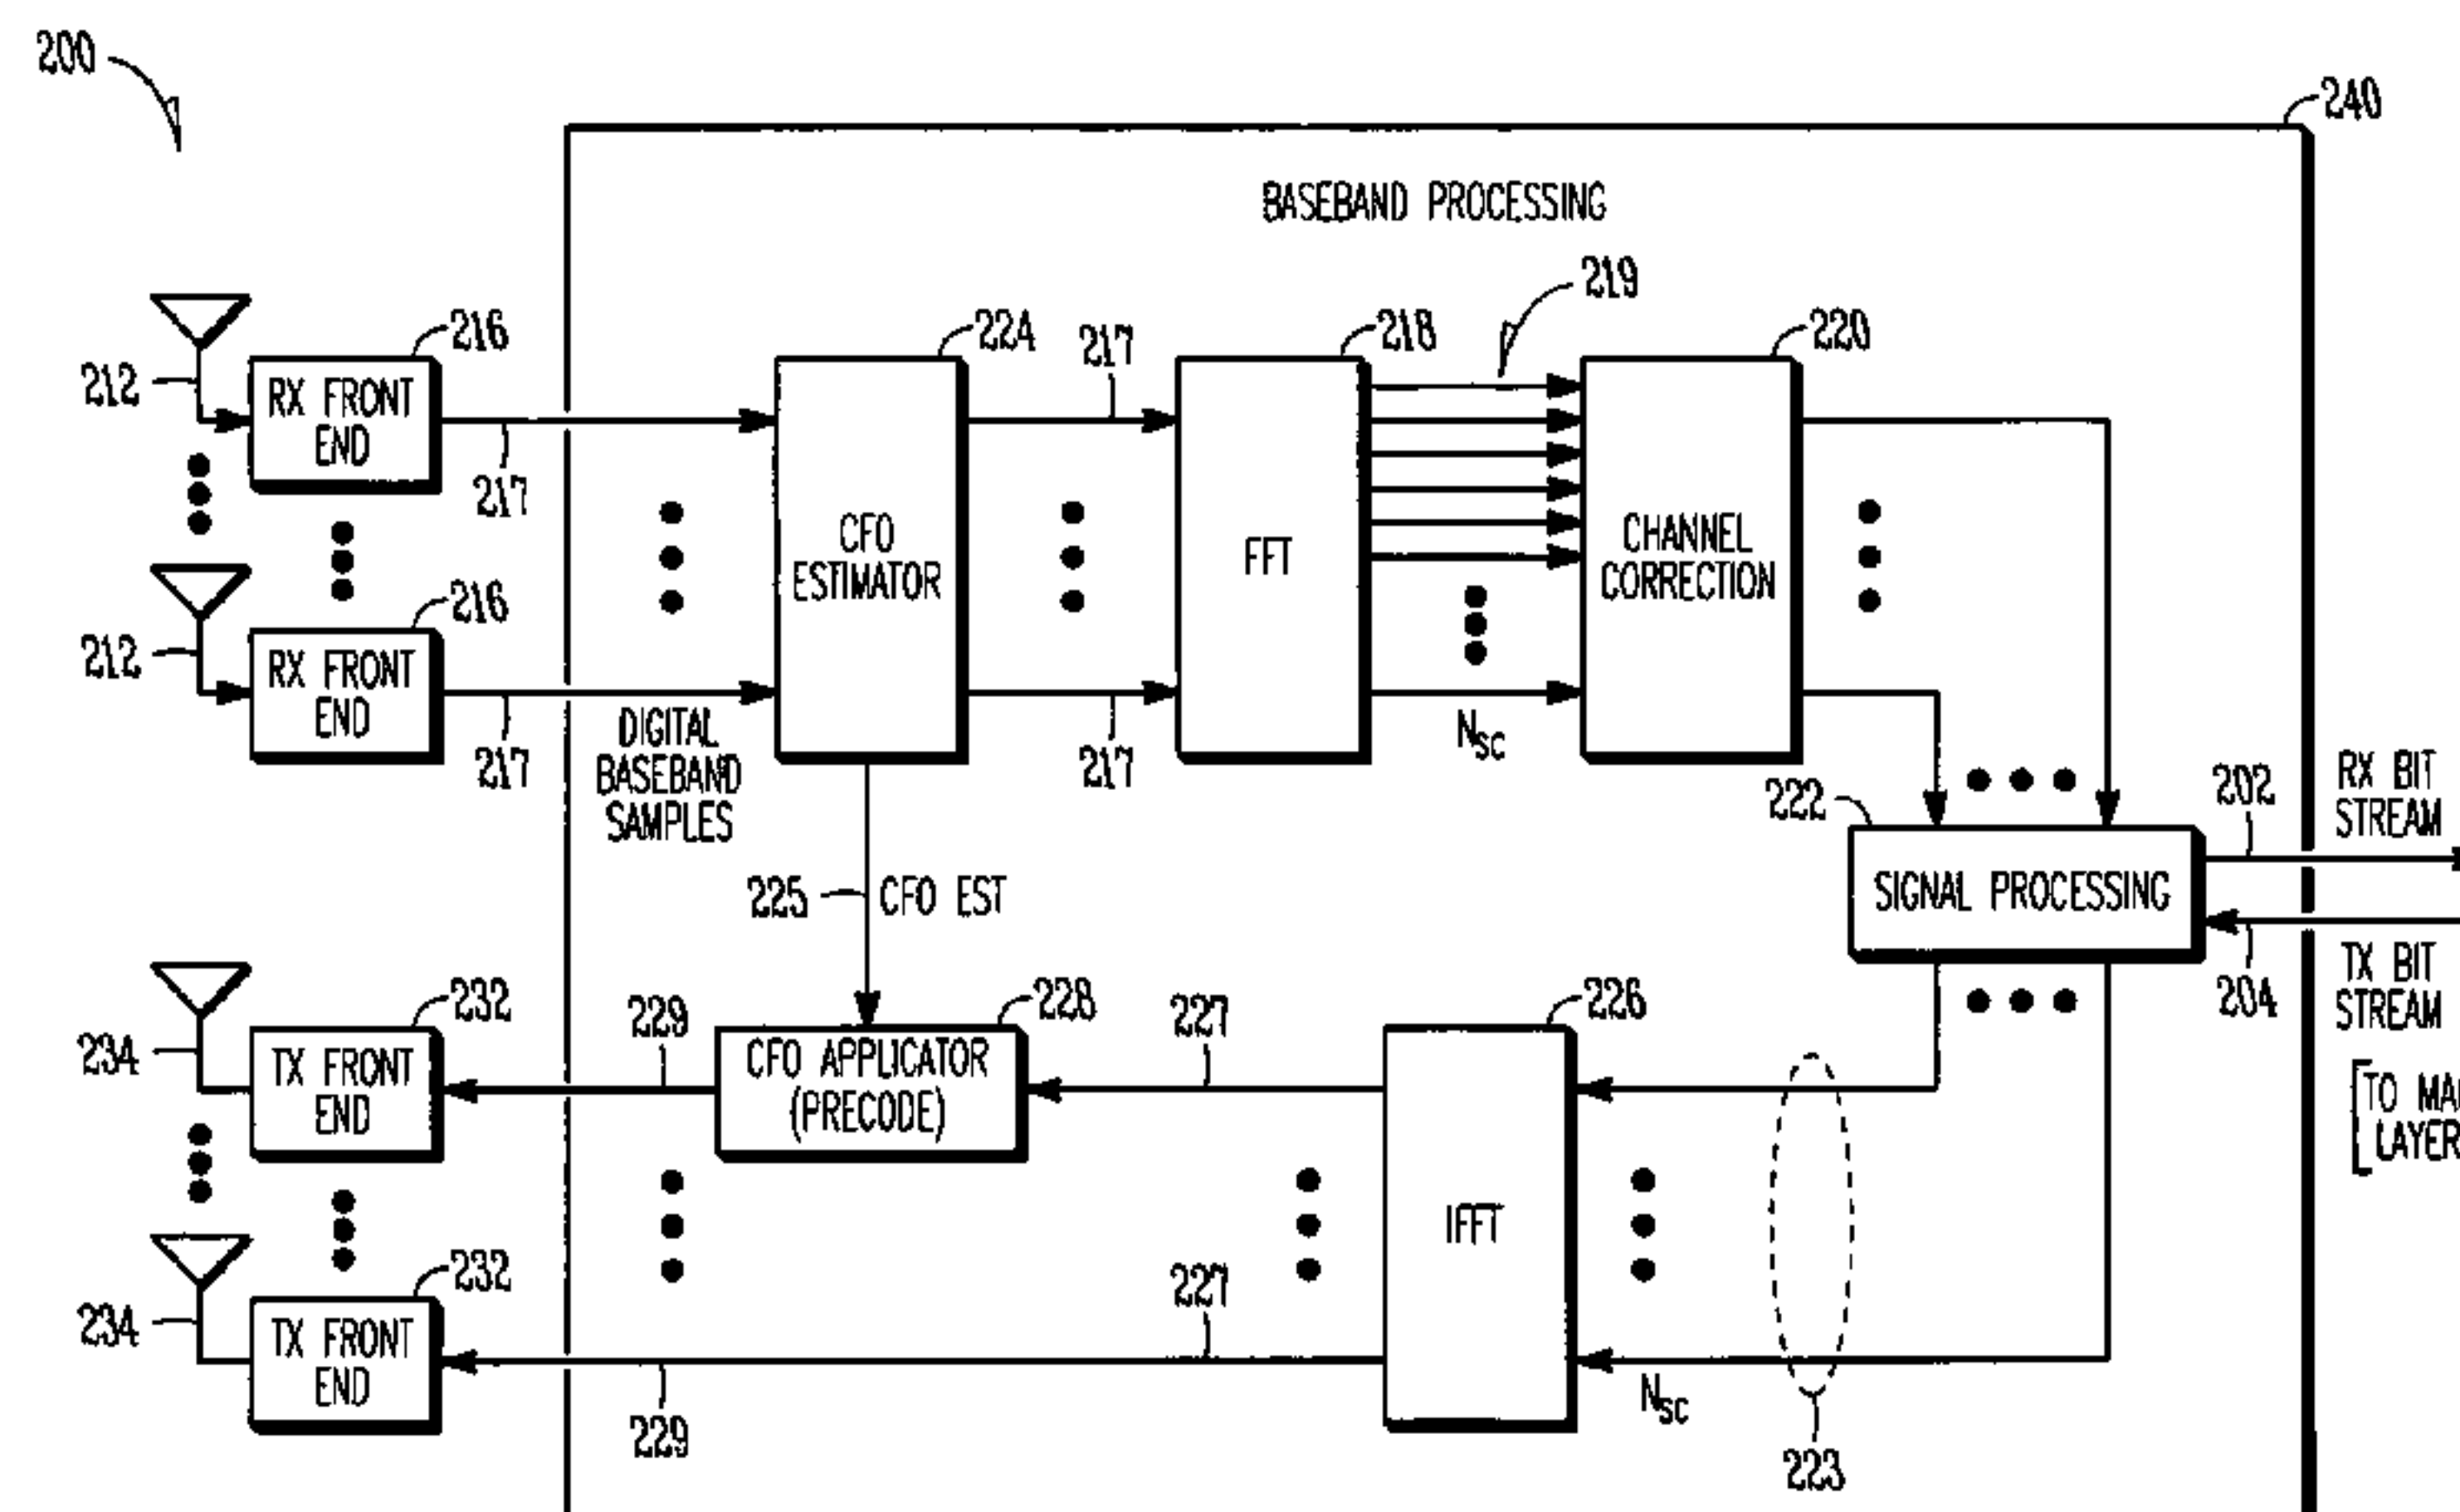 200
240
BASEBAND PROCESSING
219
216
224
217
218
220
212
RX FRONT
END
217
CFO
ESTIMATOR
FFT
CHANNEL
CORRECTION
216
212
RX FRONT
END
217
DIGITAL
BASEBAND
SAMPLES
217
NSC
222
202
RX BIT
STREAM
225
CFO EST
SIGNAL PROCESSING
204
TX BIT
STREAM
232
229
228
227
226
234
TX FRONT
END
CFO APPLICATOR
(PRECODE)
[TO MA
LAYER
IFFT
232
227
234
TX FRONT
END
229
NSC
223